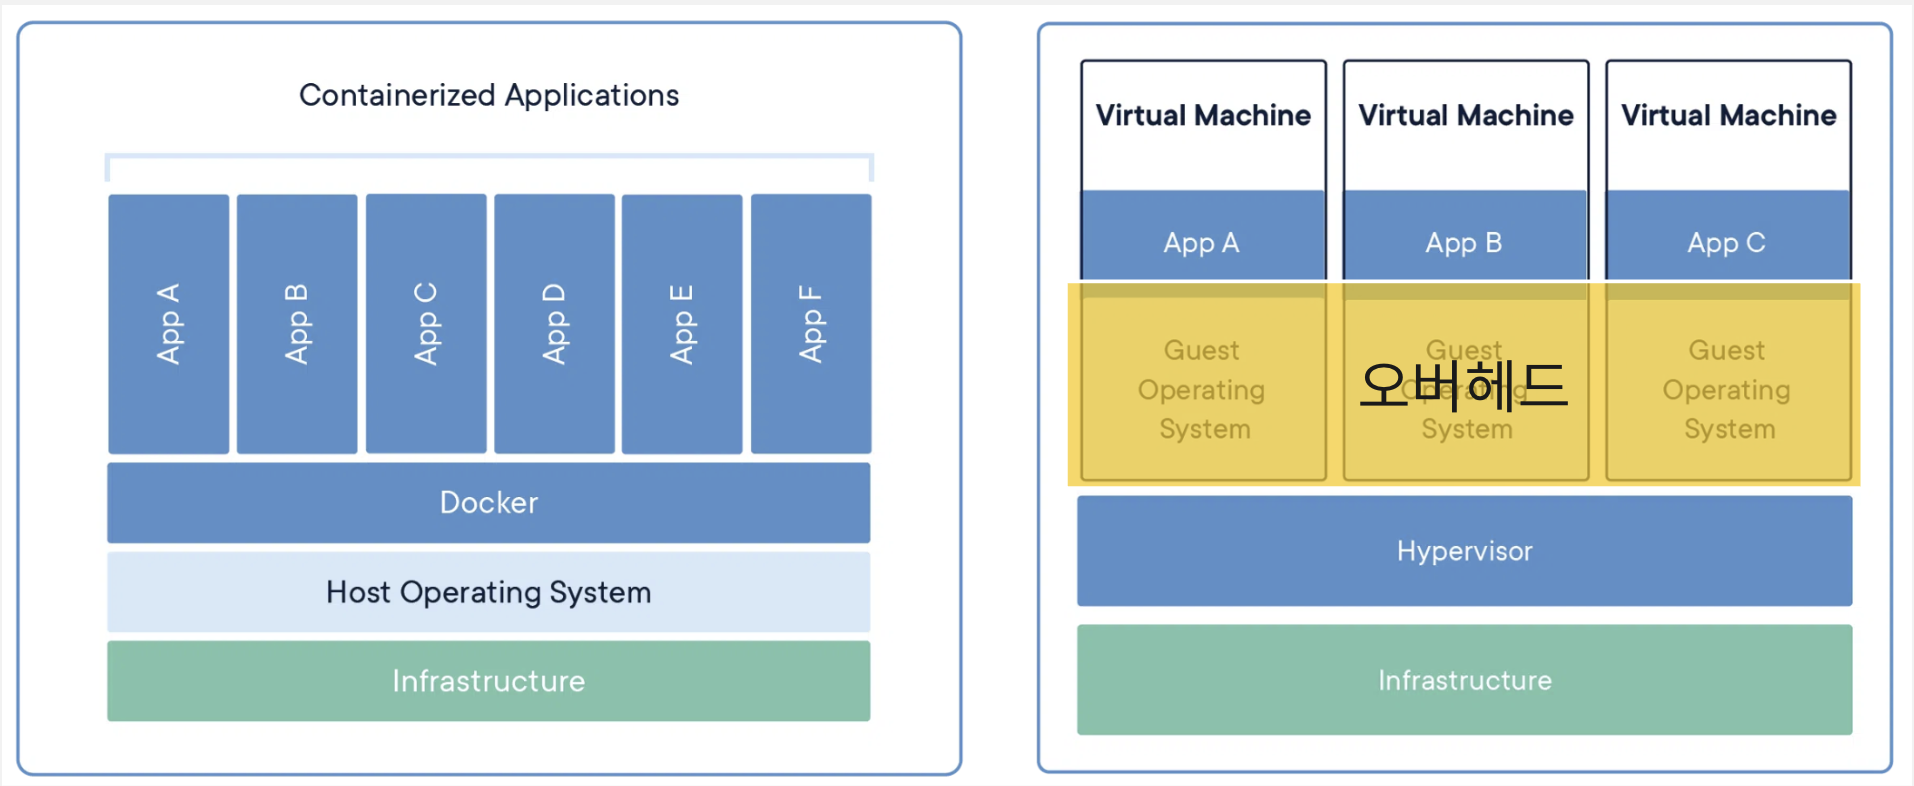 Containerized Applications
App A
App B
App C
App D
App E
App F
Docker
Host Operating System
Infrastructure
Virtual Machine
Virtual Machine
Virtual Machine
App A
App B
App C
Guest
Operating
System
Guest
Operating
System
Guest
Operating
System
오버헤드
Hypervisor
Infrastructure